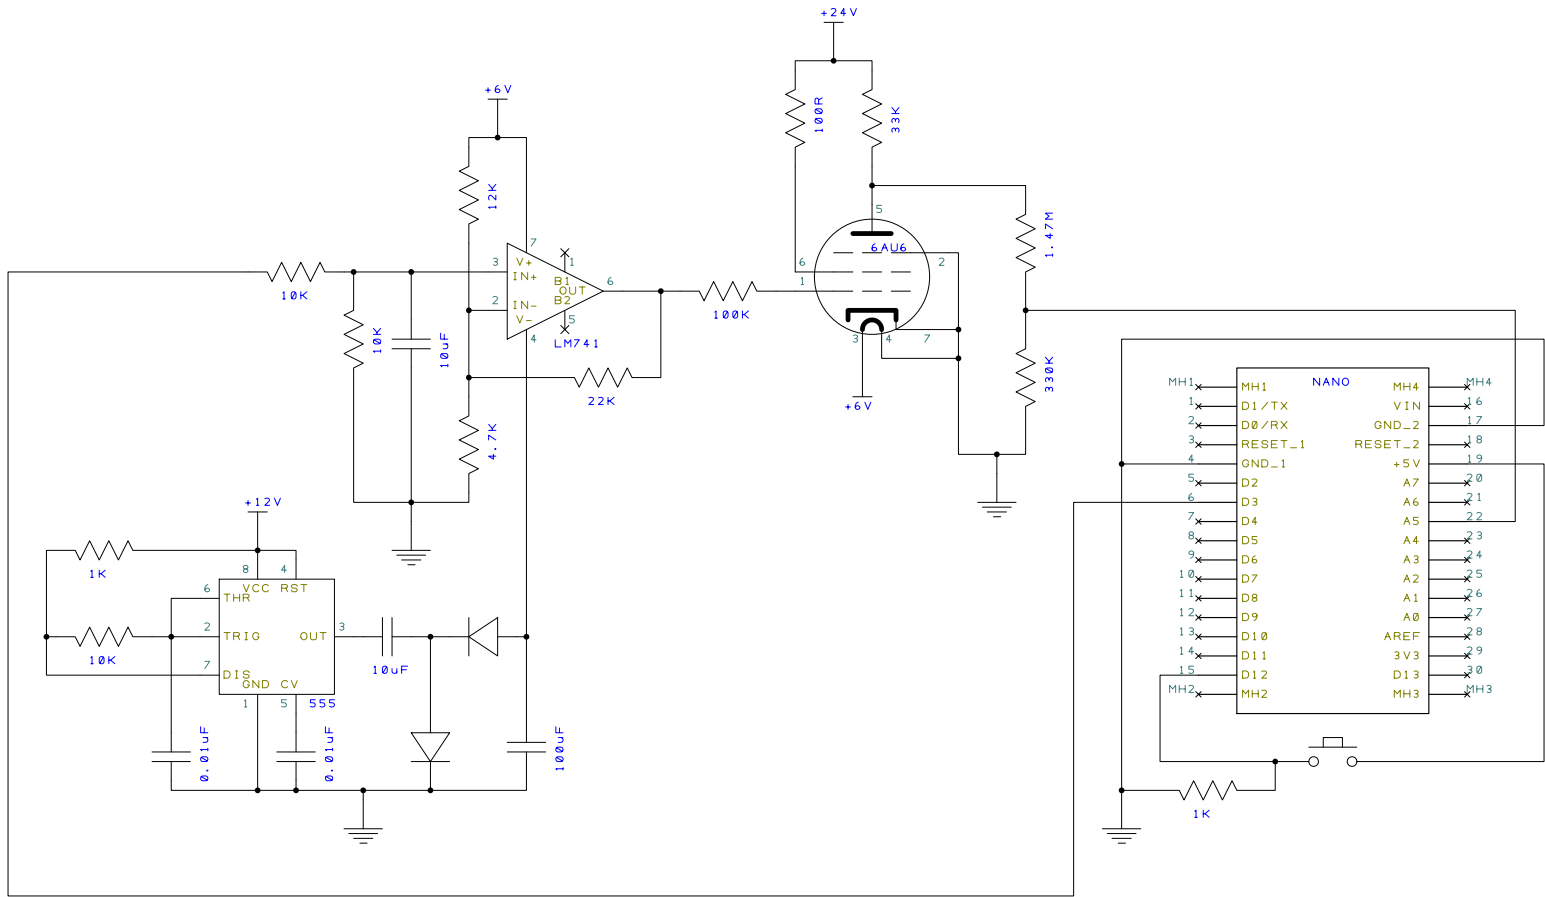 +24V
+6V
100R
33K
12K
5
6AU6
1.47M
7
3
V+
IN+
1
B1
OUT
B2
6
6
1
2
10K
2
IN-
V-
5
4
LM741
100K
10K
10uF
3
4
7
22K
+6V
330K
4.7K
NANO
MH1
MH1
MH4
MH4
1
D1/TX
VIN
16
2
D0/RX
GND_2
17
3
RESET_1
RESET_2
18
4
GND_1
+5V
19
5
D2
A7
20
6
D3
A6
21
7
D4
A5
22
8
D5
A4
23
9
D6
A3
24
10
D7
A2
25
11
D8
A1
26
12
D9
A0
27
13
D10
AREF
28
14
D11
3V3
29
15
D12
D13
30
MH2
MH2
MH3
MH3
+12V
1K
8
4
6
VCC
RST
THR
2
TRIG
OUT
3
10K
7
DIS
GND
CV
1
5
555
10uF
0.01uF
0.01uF
100uF
1K